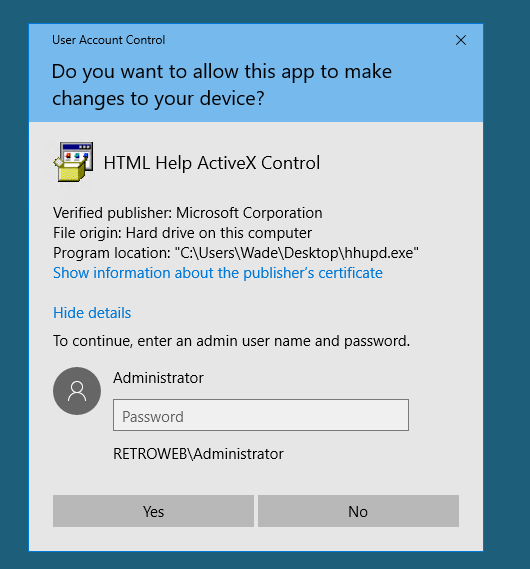 User Account Control
Do you want to allow this app to make
changes to your device?
HTML Help ActiveX Control
Verified publisher: Microsoft Corporation
File origin: Hard drive on this computer
Program location: "C:\Users\Wade\Desktop\hhupd.exe"
Show information about the publisher's certificate
Hide details
To continue, enter an admin user name and password.
Administrator
Password
RETROWEB\Administrator
Yes
No